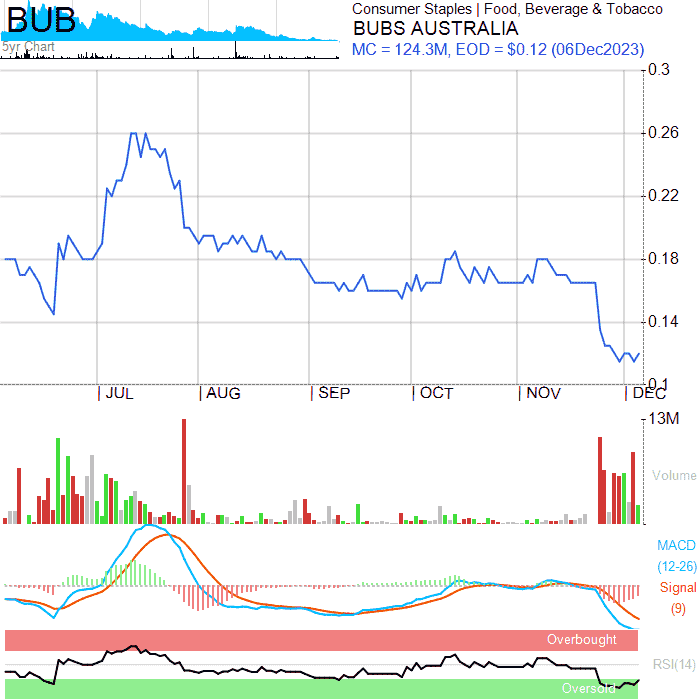 BUB
5yr Chart
Consumer Staples | Food, Beverage & Tobacco
BUBS AUSTRALIA
MC = 124.3M, EOD = $0.12 (06Dec2023)
0.3
0.26
0.22
0.18
0.14
0.1
JUL AUG SEP OCT NOV DEC
13M
Volume
MACD
(12-26)
Signal
(9)
Overbought
RSI(14)
Oversold